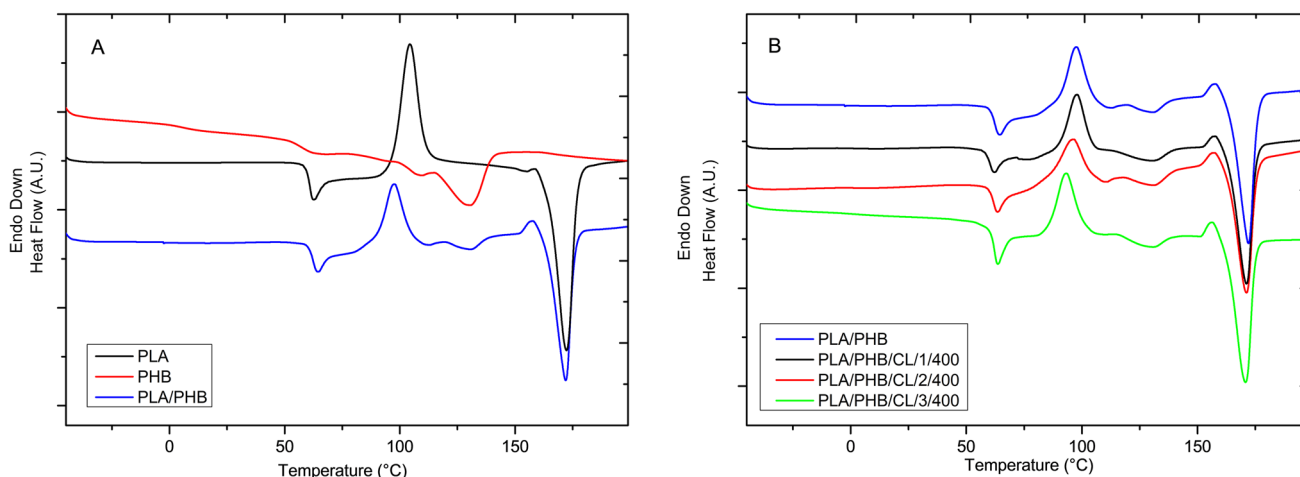 A
Endo Down
Heat Flow (A.U.)
PLA
PHB
PLA/PHB
0
50
100
150
Temperature (°C)
B
Endo Down
Heat Flow (A.U.)
PLA/PHB
PLA/PHB/CL/1/400
PLA/PHB/CL/2/400
PLA/PHB/CL/3/400
0
50
100
150
Temperature (°C)